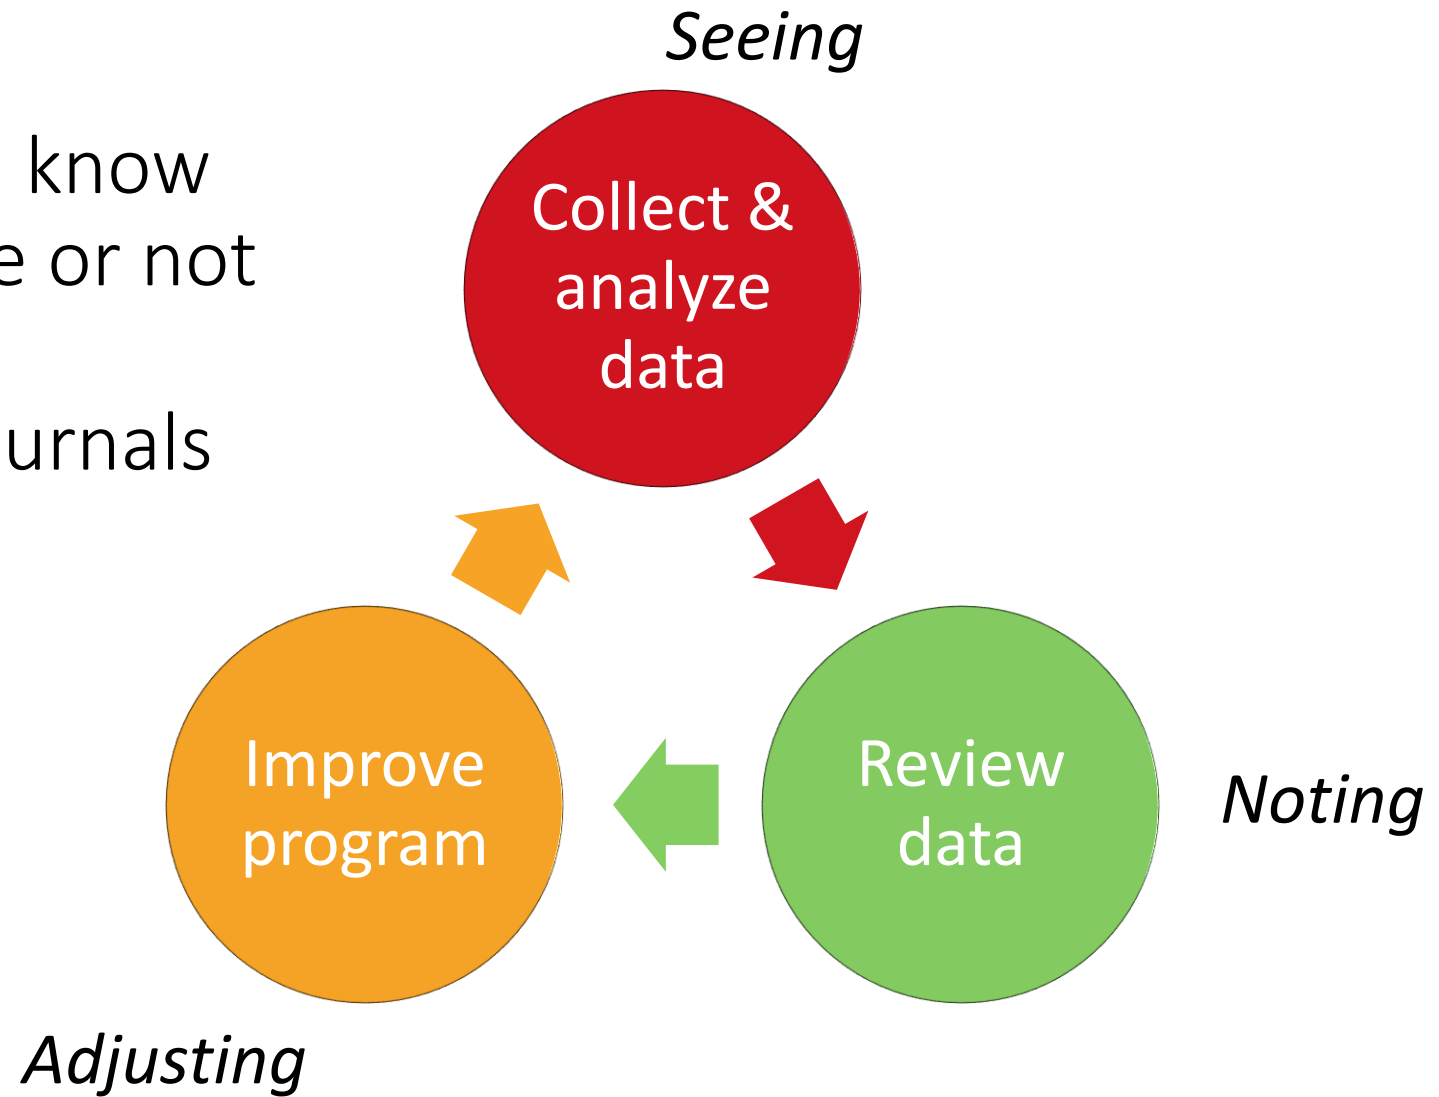 Seeing
know
e or not
urnals
Collect &
analyze
data
Review
data
Noting
Improve
program
Adjusting